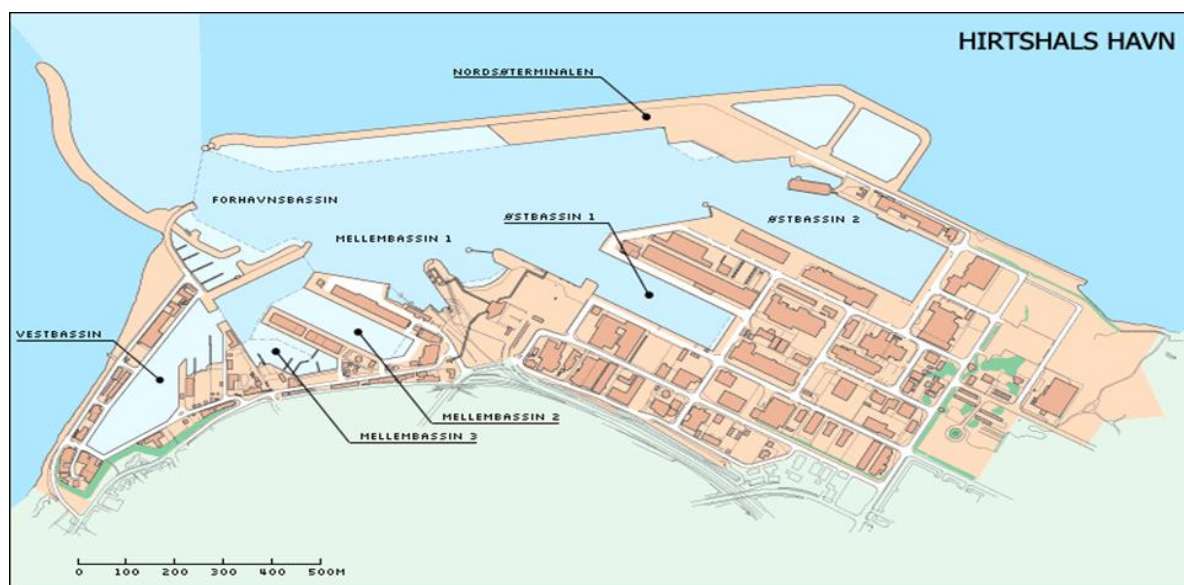 HIRTSHALS HAVN
NORDSØTERMINALEN
FORHAVNSBASSIN
ØSTBASSIN 1
ØSTBASSIN 2
MELLEMBASSIN 1
VESTBASSIN
MELLEMBASSIN 2
MELLEMBASSIN 3
0 100 200 300 400 500M